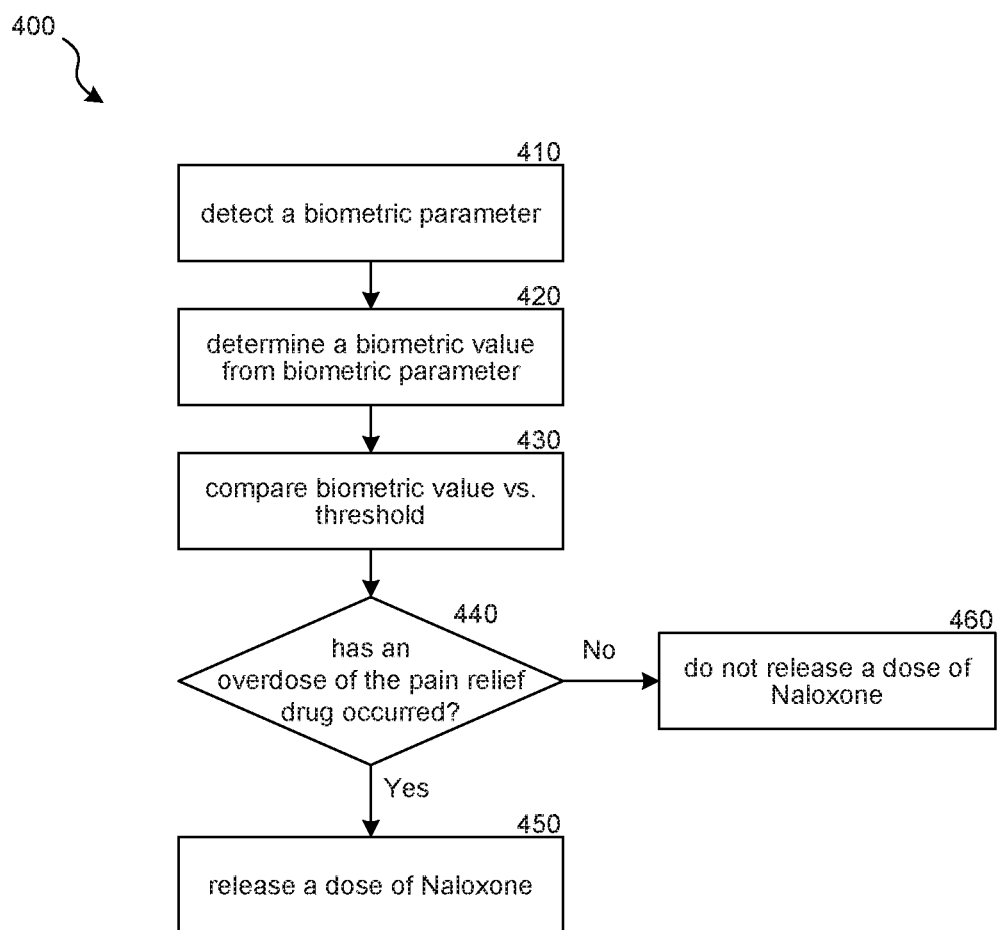 400
410
detect a biometric parameter
420
determine a biometric value
from biometric parameter
430
compare biometric value vs.
threshold
440
has an
overdose of the pain relief
drug occurred?
No
460
do not release a dose of
Naloxone
Yes
450
release a dose of Naloxone